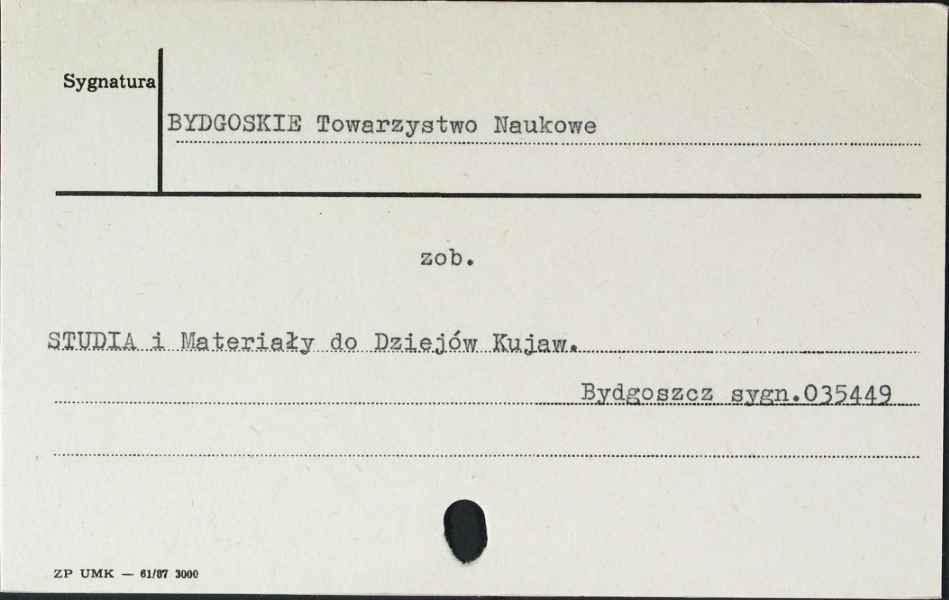 Sygnatura
BYDGOSKIE Towarzystwo Naukowe
zob.
STUDIA i Materiały do Dziejów Kujaw.
Bydgoszcz sygn.035449
ZP UMK — 61/87 3000